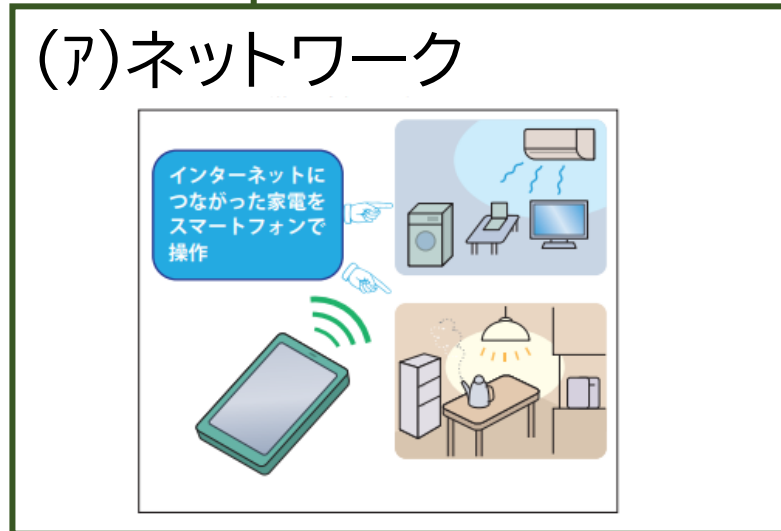 (ｱ)ネットワーク
インターネットに
つながった家電を
スマートフォンで
操作